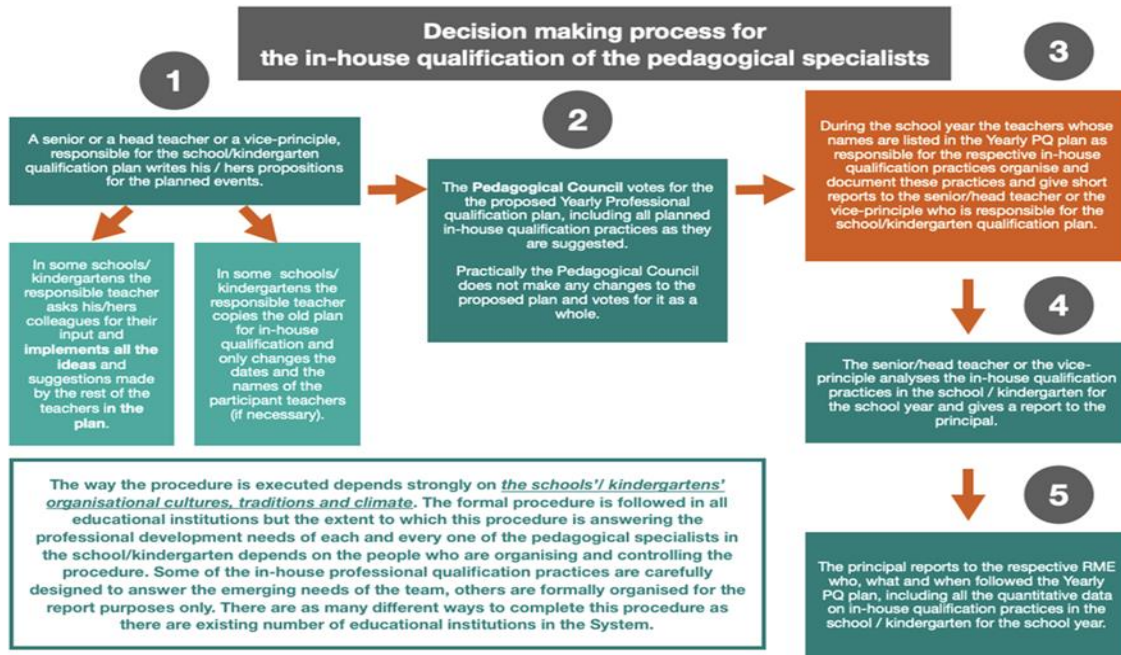 Decision making process for
the in-house qualification of the pedagogical specialists
1
A senior or a head teacher or a vice-principle,
responsible for the school/kindergarten
qualification plan writes his / hers propositions
for the planned events.
In some schools/
kindergartens the
responsible teacher
asks his/hers
colleagues for their
input and
implements all the
ideas and
suggestions made
by the rest of the
teachers in the
plan.
In some schools/
kindergartens the
responsible teacher
copies the old plan
for in-house
qualification and
only changes the
dates and the
names of the
participant teachers
(if necessary).
2
The Pedagogical Council votes for the
the proposed Yearly Professional
qualification plan, including all planned
in-house qualification practices as they
are suggested.
Practically the Pedagogical Council
does not make any changes to the
proposed plan and votes for it as a
whole.
3
During the school year the teachers whose
names are listed in the Yearly PQ plan as
responsible for the respective in-house
qualification practices organise and
document these practices and give short
reports to the senior/head teacher or the
vice-principle who is responsible for the
school/kindergarten qualification plan.
4
The senior/head teacher or the vice-
principle analyses the in-house qualification
practices in the school / kindergarten for
the school year and gives a report to the
principal.
5
The principal reports to the respective RME
who, what and when followed the Yearly
PQ plan, including all the quantitative data
on in-house qualification practices in the
school / kindergarten for the school year.
The way the procedure is executed depends strongly on the schools'/ kindergartens'
organisational cultures, traditions and climate. The formal procedure is followed in all
educational institutions but the extent to which this procedure is answering the
professional development needs of each and every one of the pedagogical specialists in
the school/kindergarten depends on the people who are organising and controlling the
procedure. Some of the in-house professional qualification practices are carefully
designed to answer the emerging needs of the team, others are formally organised for the
report purposes only. There are as many different ways to complete this procedure as
there are existing number of educational institutions in the System.